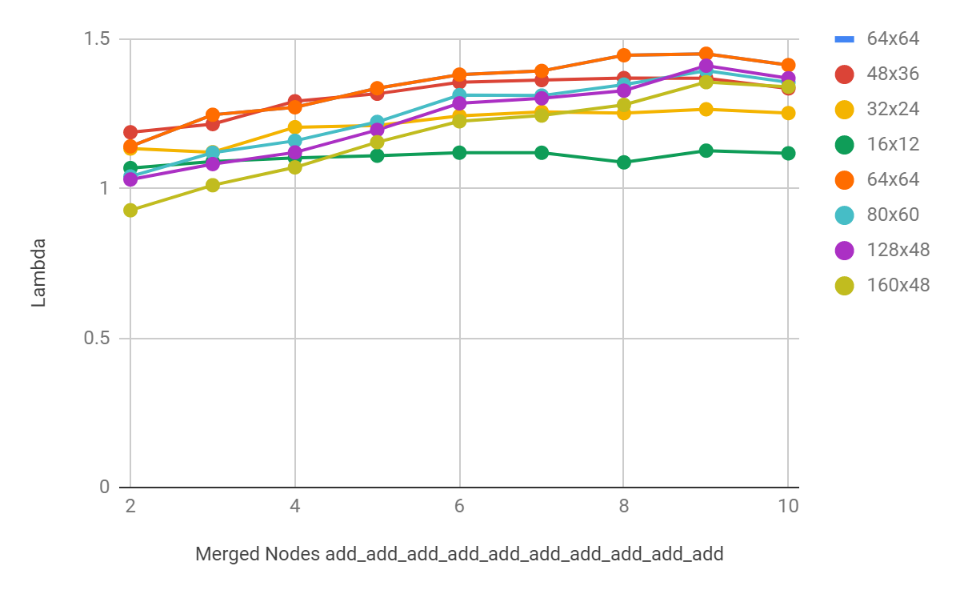 1.5
1
0.5
0
Lambda
2
4
6
8
10
Merged Nodes add_add_add_add_add_add_add_add_add_add
64x64
48x36
32x24
16x12
64x64
80x60
128x48
160x48